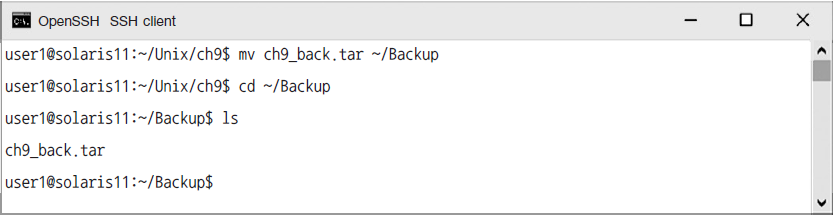 OpenSSH SSH client
user1@solaris11:~/Unix/ch9$ mv ch9_back.tar ~/Backup
user1@solaris11:~/Unix/ch9$ cd ~/Backup
user1@solaris11:~/Backup$ ls
ch9_back.tar
user1@solaris11:~/Backup$